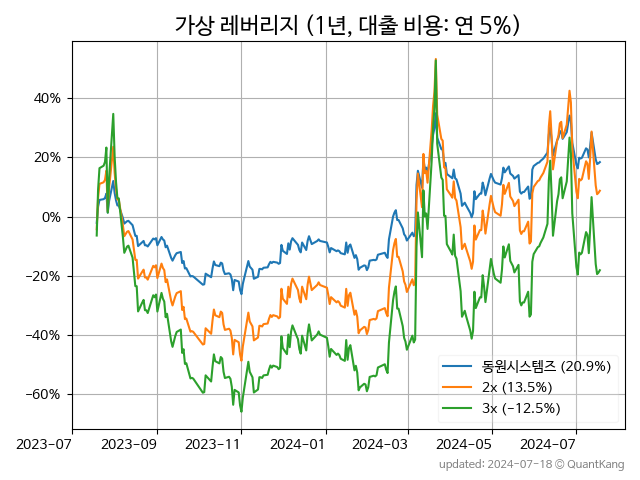 가상 레버리지 (1년, 대출 비용: 연 5%)
40%
20%
0%
−20%
−40%
−60%
동원시스템즈 (20.9%)
2x (13.5%)
3x (−12.5%)
2023-07
2023-09
2023-11
2024-01
2024-03
2024-05
2024-07
updated: 2024-07-18 © QuantKang